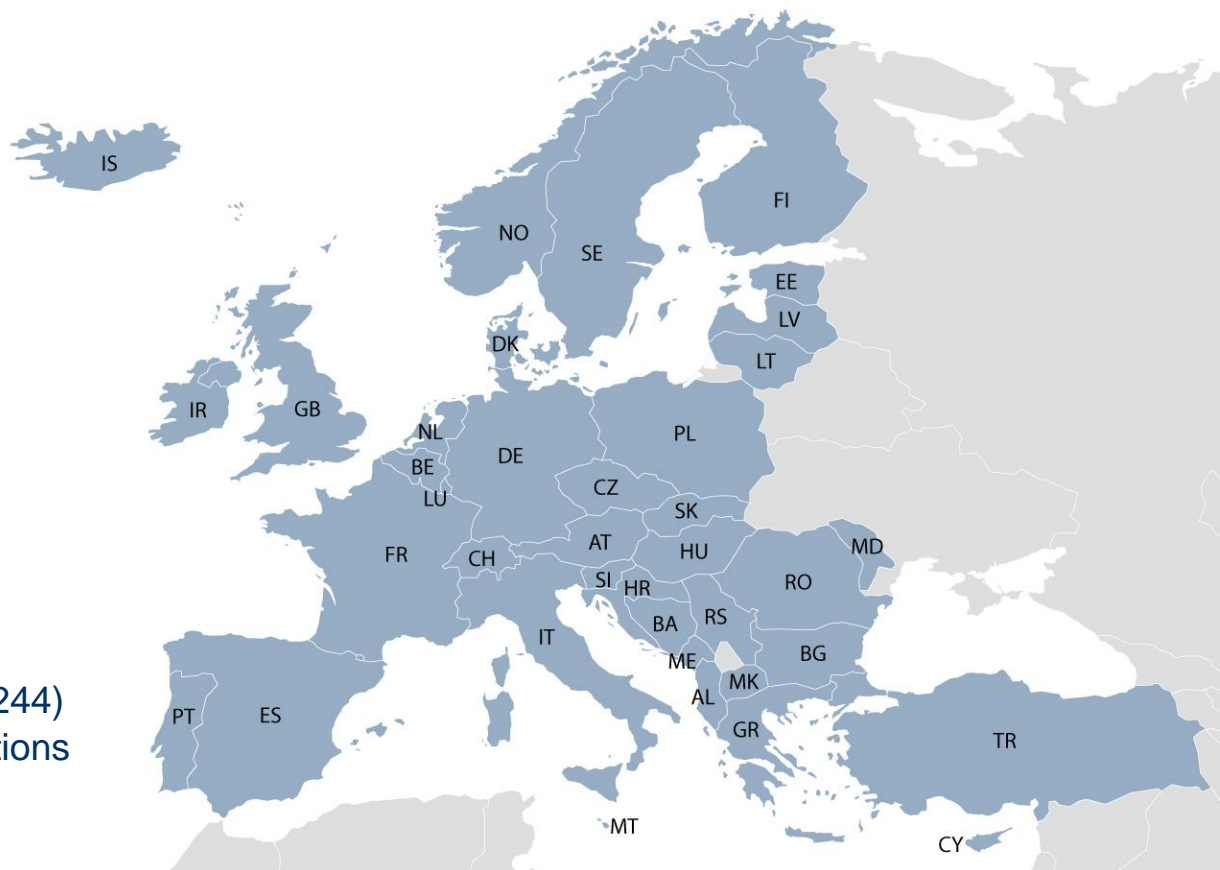 IS
FI
NO
SE
EE
LV
DK
LT
IR
GB
NL
PL
DE
BE
CZ
LU
SK
AT
HU
MD
FR
CH
SI
HR
RO
BA
RS
IT
ME
BG
MK
AL
244)
PT
ES
GR
TR
tions
MT
CY